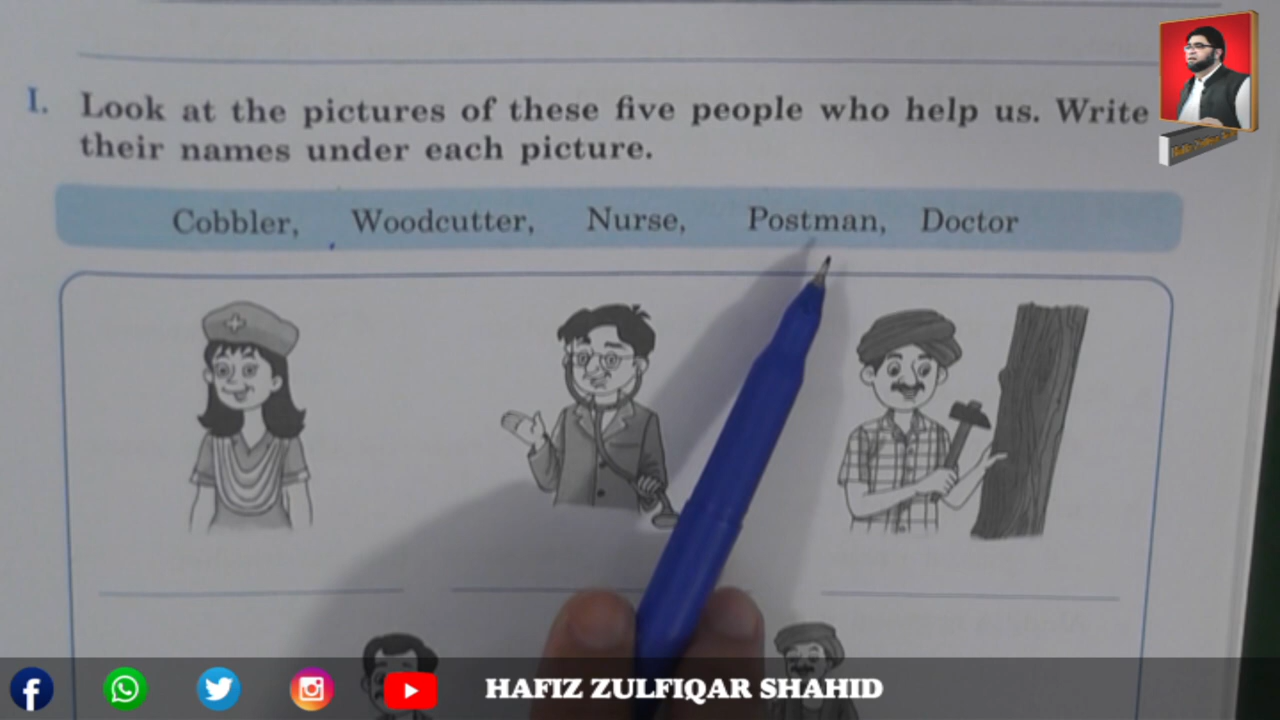 I. Look at the pictures of these five people who help us. Write
their names under each picture.
Cobbler, Woodcutter, Nurse, Postman, Doctor
HAFIZ ZULFIQAR SHAHID